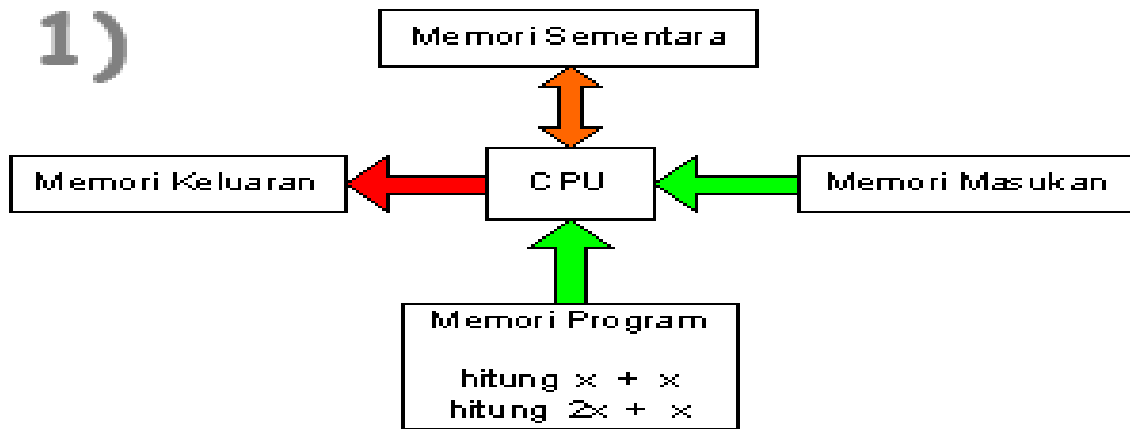 1)
Memori Sementara
Memori Keluaran
CPU
Memori Masukan
Memori Program
hitung x + x
hitung 2x + x